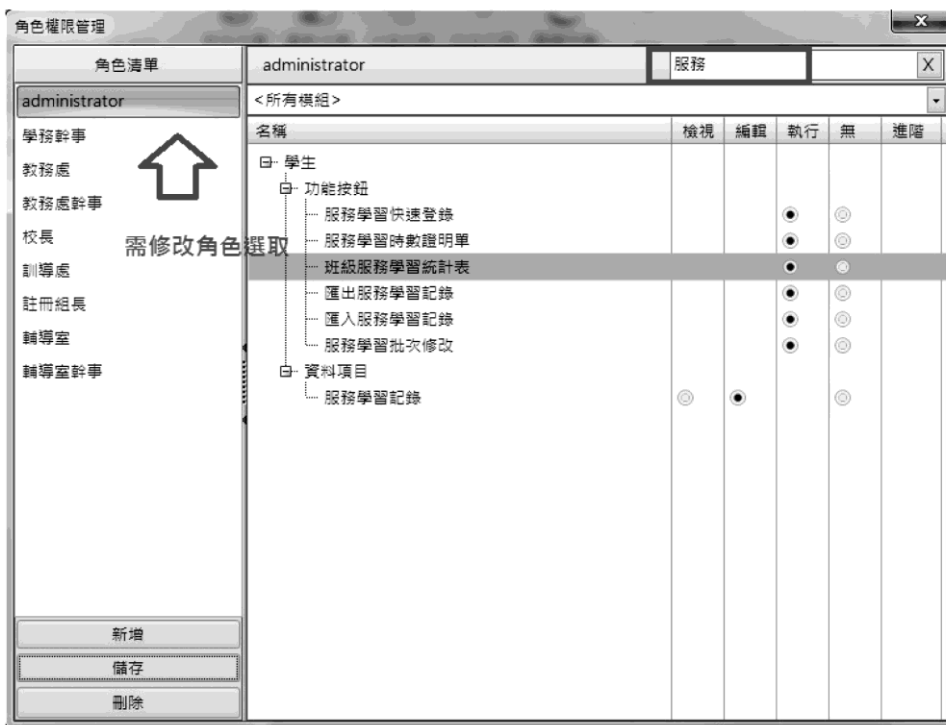 角色權限管理
角色清單
administrator
服務
X
administrator
<所有模組>
學務幹事
教務處
教務處幹事
校長
訓導處
註冊組長
輔導室
輔導室幹事
需修改角色選取
名稱 檢視 編輯 執行 無 進階
學生
功能按鈕
服務學習快速登錄
服務學習時數證明單
班級服務學習統計表
匯出服務學習記錄
匯入服務學習記錄
服務學習批次修改
資料項目
服務學習記錄
新增
儲存
刪除